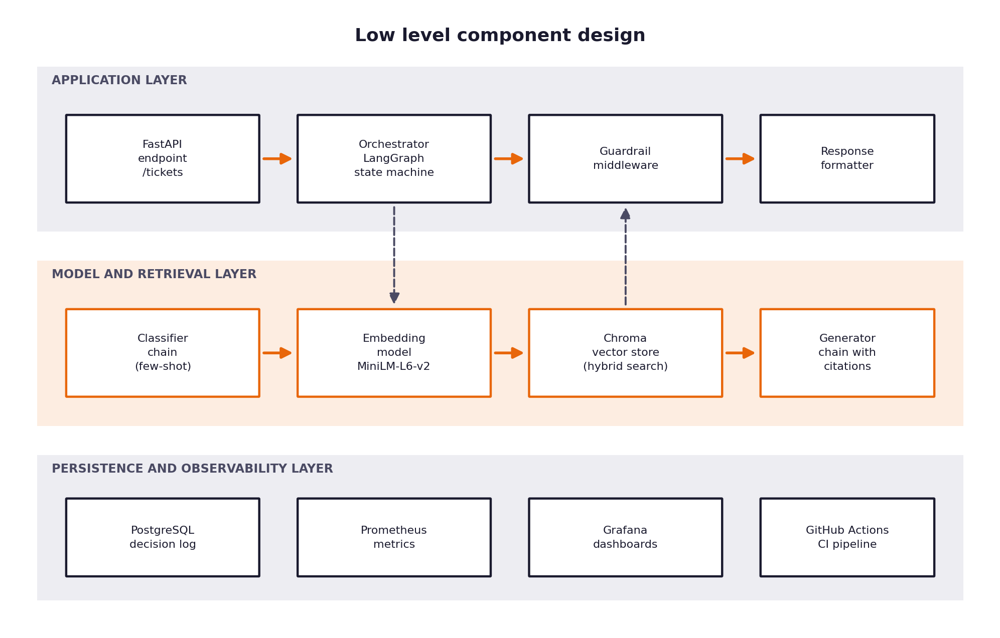 Low level component design
APPLICATION LAYER
FastAPI
endpoint
/tickets
Orchestrator
LangGraph
state machine
Guardrail
middleware
Response
formatter
MODEL AND RETRIEVAL LAYER
Classifier
chain
(few-shot)
Embedding
model
MiniLM-L6-v2
Chroma
vector store
(hybrid search)
Generator
chain with
citations
PERSISTENCE AND OBSERVABILITY LAYER
PostgreSQL
decision log
Prometheus
metrics
Grafana
dashboards
GitHub Actions
CI pipeline